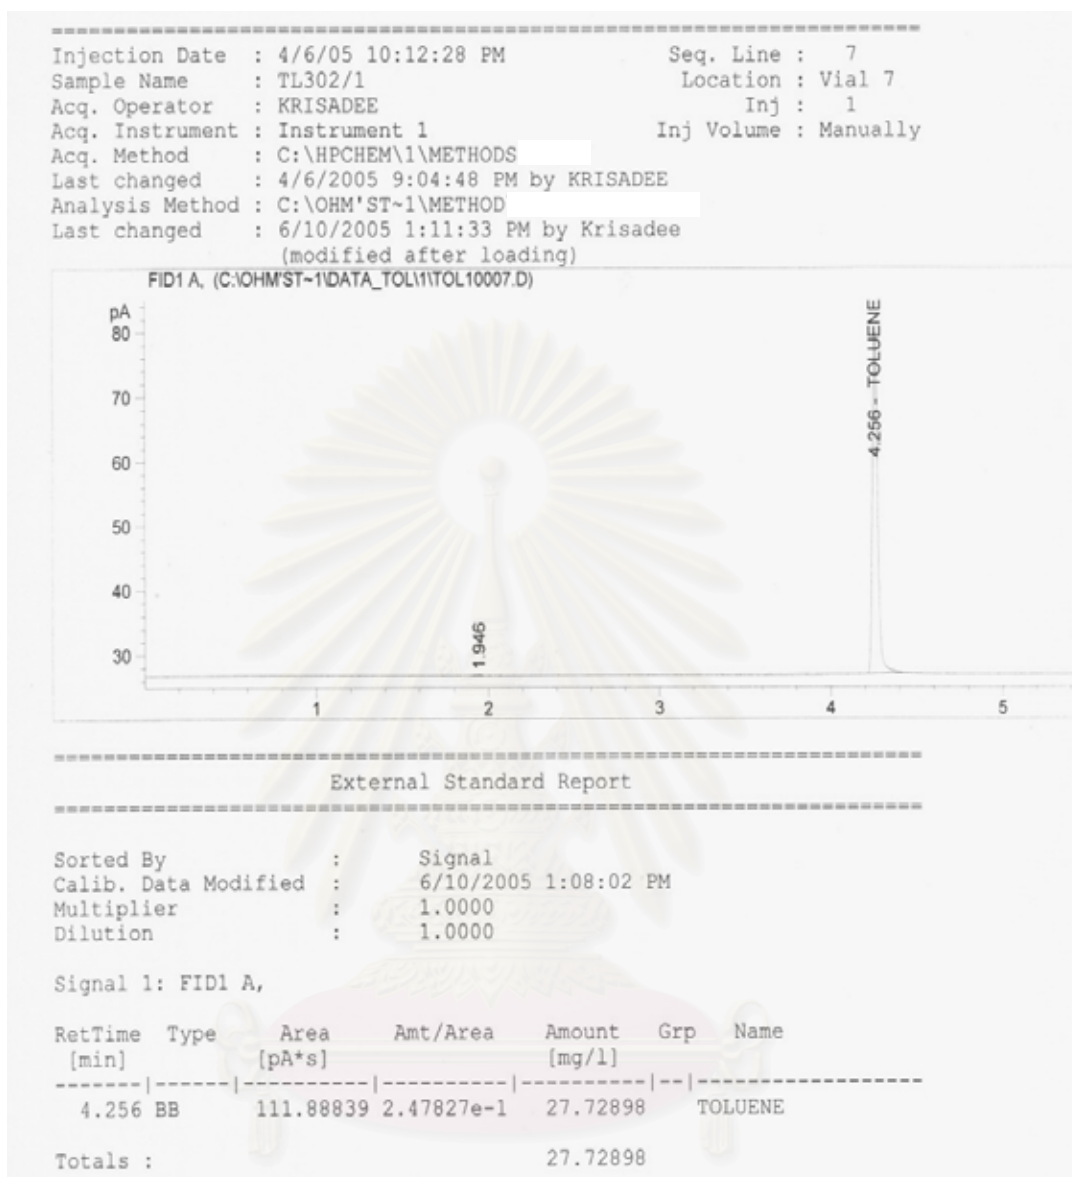 ==========================================================
Injection Date : 4/6/05 10:12:28 PM Seq. Line : 7
Sample Name : TL302/1 Location : Vial 7
Acq. Operator : KRISADEE Inj : 1
Acq. Instrument : Instrument 1 Inj Volume : Manually
Acq. Method : C:\HPCHEM\1\METHODS
Last changed : 4/6/2005 9:04:48 PM by KRISADEE
Analysis Method : C:\OHM'ST~1\METHOD
Last changed : 6/10/2005 1:11:33 PM by Krisadee
(modified after loading)
FID1 A, (C:\OHM'ST~1\DATA_TOL\1\TOL10007.D)
pA
80
70
60
50
40
30
1.946
4.256 - TOLUENE
1 2 3 4 5
==========================================================
External Standard Report
==========================================================
Sorted By : Signal
Calib. Data Modified : 6/10/2005 1:08:02 PM
Multiplier : 1.0000
Dilution : 1.0000
Signal 1: FID1 A,
RetTime Type Area Amt/Area Amount Grp Name
[min] [pA*s] [mg/l]
-------|------|----------|----------|----------|--|------------------
4.256 BB 111.88839 2.47827e-1 27.72898 TOLUENE
Totals : 27.72898